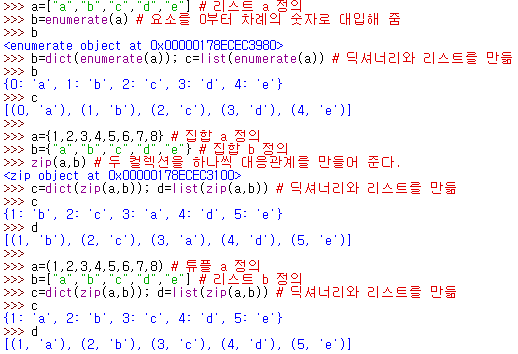 >>> a=["a","b","c","d","e"] # 리스트 a 정의
>>> b=enumerate(a) # 요소를 0부터 차례의 숫자로 대입해 줌
>>> b
<enumerate object at 0x00000178ECEC3980>
>>> b=dict(enumerate(a)); c=list(enumerate(a)) # 딕셔너리와 리스트를 만듦
>>> b
{0: 'a', 1: 'b', 2: 'c', 3: 'd', 4: 'e'}
>>> c
[(0, 'a'), (1, 'b'), (2, 'c'), (3, 'd'), (4, 'e')]
>>>
>>> a={1,2,3,4,5,6,7,8} # 집합 a 정의
>>> b={"a","b","c","d","e"} # 집합 b 정의
>>> zip(a,b) # 두 컬렉션을 하나씩 대응관계를 만들어 준다.
<zip object at 0x00000178ECEC3100>
>>> c=dict(zip(a,b)); d=list(zip(a,b)) # 딕셔너리와 리스트를 만듦
>>> c
{1: 'b', 2: 'c', 3: 'a', 4: 'd', 5: 'e'}
>>> d
[(1, 'b'), (2, 'c'), (3, 'a'), (4, 'd'), (5, 'e')]
>>>
>>> a=(1,2,3,4,5,6,7,8) # 튜플 a 정의
>>> b=["a","b","c","d","e"] # 리스트 b 정의
>>> c=dict(zip(a,b)); d=list(zip(a,b)) # 딕셔너리와 리스트를 만듦
>>> c
{1: 'a', 2: 'b', 3: 'c', 4: 'd', 5: 'e'}
>>> d
[(1, 'a'), (2, 'b'), (3, 'c'), (4, 'd'), (5, 'e')]